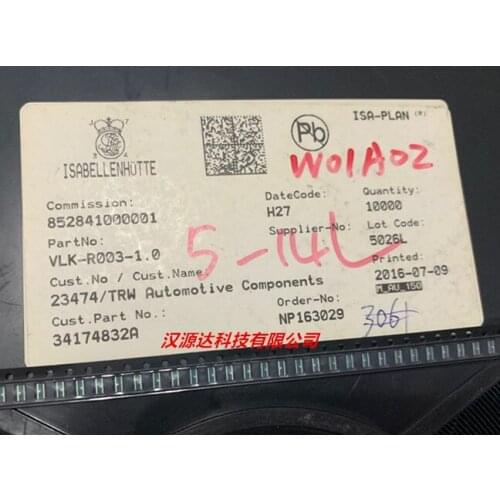 ISABELLENHÜTTE
Pb
ISA-PLAN (R)
W01A02
Commission:
852841000001
DateCode:
H27
Quantity:
10000
PartNo:
VLK-R003-1.0
Supplier-No:
Lot Code:
5026L
5-14L
Cust.No / Cust.Name:
23474/TRW Automotive Components
Printed:
2016-07-09
M_AU_150
Cust.Part No.:
34174832A
Order-No:
NP163029
汉源达科技有限公司